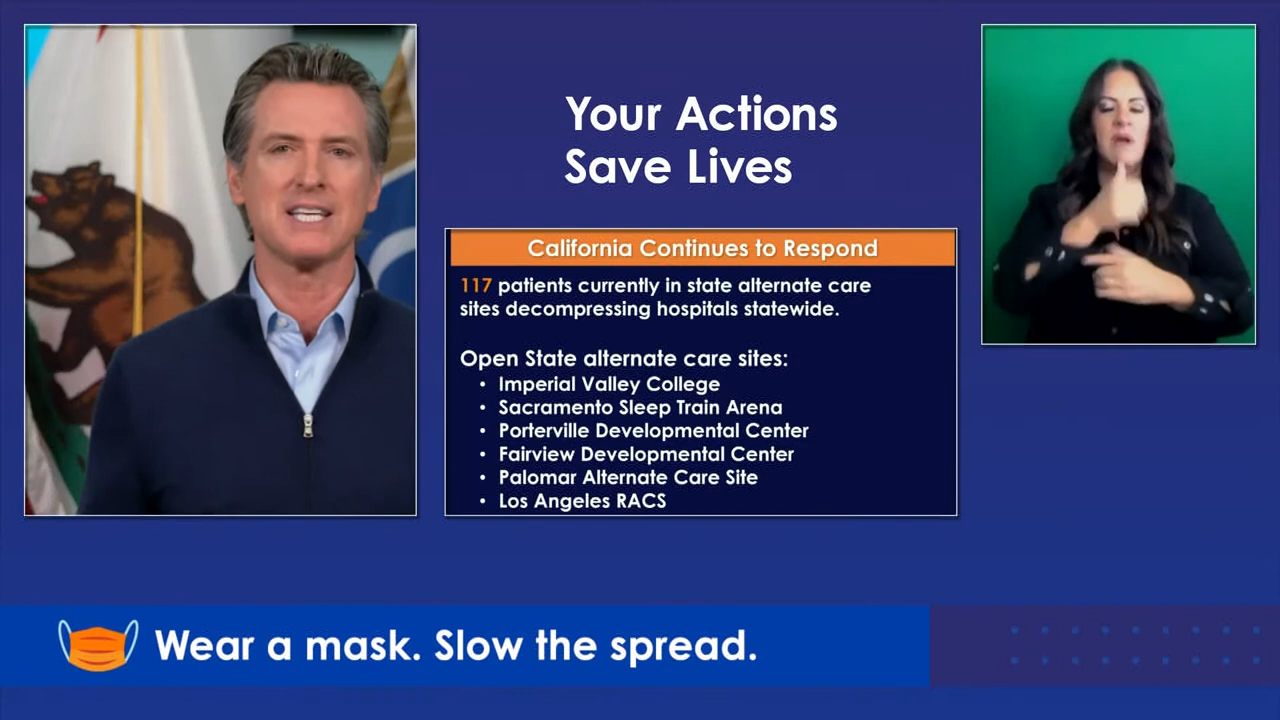 Your Actions
Save Lives
California Continues to Respond
117 patients currently in state alternate care
sites decompressing hospitals statewide.
Open State alternate care sites:
• Imperial Valley College
• Sacramento Sleep Train Arena
• Porterville Developmental Center
• Fairview Developmental Center
• Palomar Alternate Care Site
• Los Angeles RACS
Wear a mask. Slow the spread.